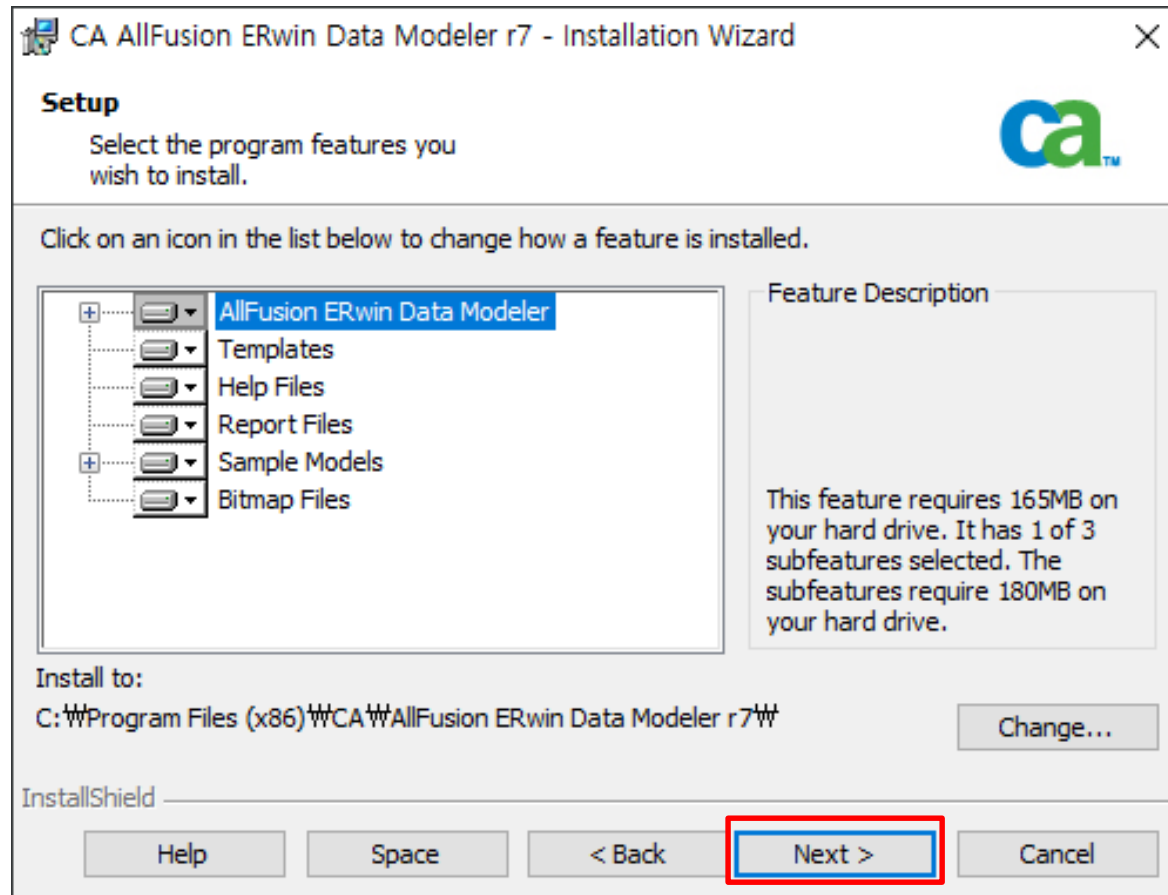 CA AllFusion ERwin Data Modeler r7 - Installation Wizard
Setup
Select the program features you
wish to install.
ca TM
Click on an icon in the list below to change how a feature is installed.
AllFusion ERwin Data Modeler
Templates
Help Files
Report Files
Sample Models
Bitmap Files
Feature Description
This feature requires 165MB on
your hard drive. It has 1 of 3
subfeatures selected. The
subfeatures require 180MB on
your hard drive.
Install to:
C:₩Program Files (x86)₩CA₩AllFusion ERwin Data Modeler r7₩
Change...
InstallShield
Help
Space
< Back
Next >
Cancel